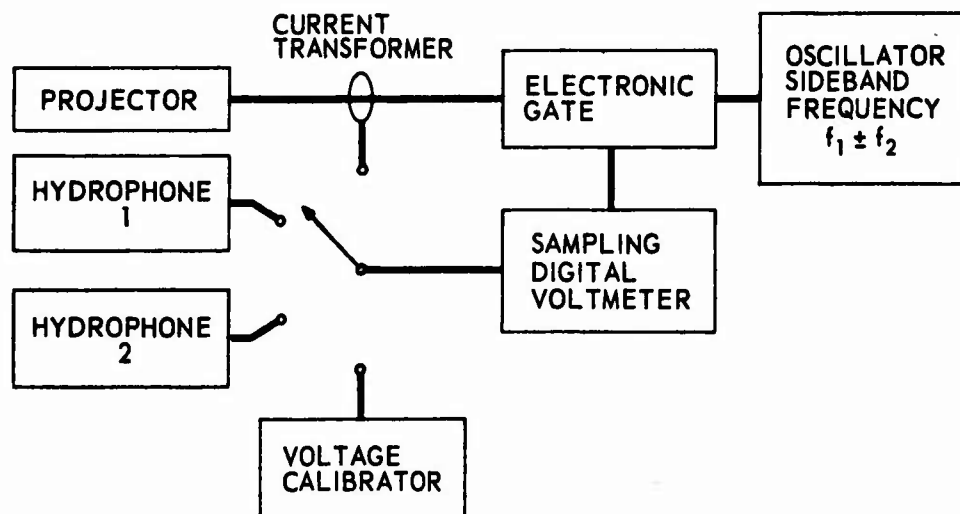 CURRENT
TRANSFORMER
PROJECTOR
ELECTRONIC
GATE
OSCILLATOR
SIDEBAND
FREQUENCY
f₁ ± f₂
HYDROPHONE
1
SAMPLING
DIGITAL
VOLTMETER
HYDROPHONE
2
VOLTAGE
CALIBRATOR